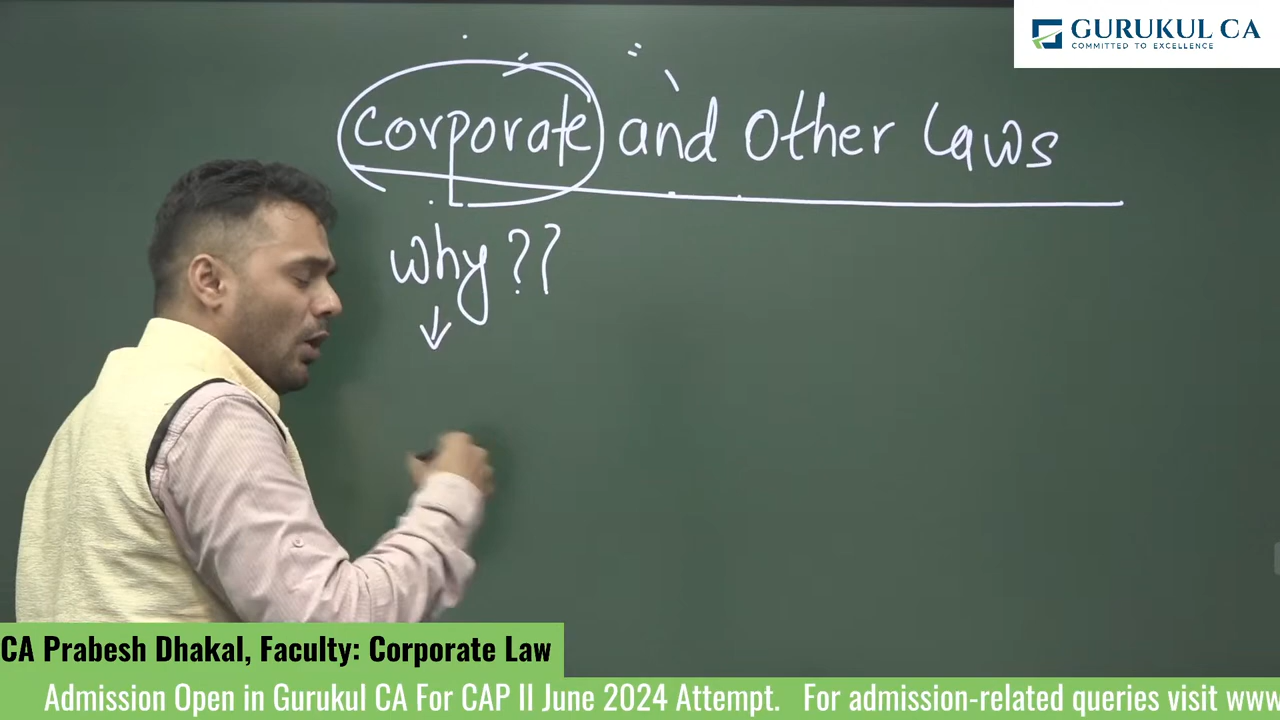 GURUKUL CA
COMMITTED TO EXCELLENCE
corporate and other Laws
why ??
CA Prabesh Dhakal, Faculty: Corporate Law
Admission Open in Gurukul CA For CAP II June 2024 Attempt. For admission-related queries visit www